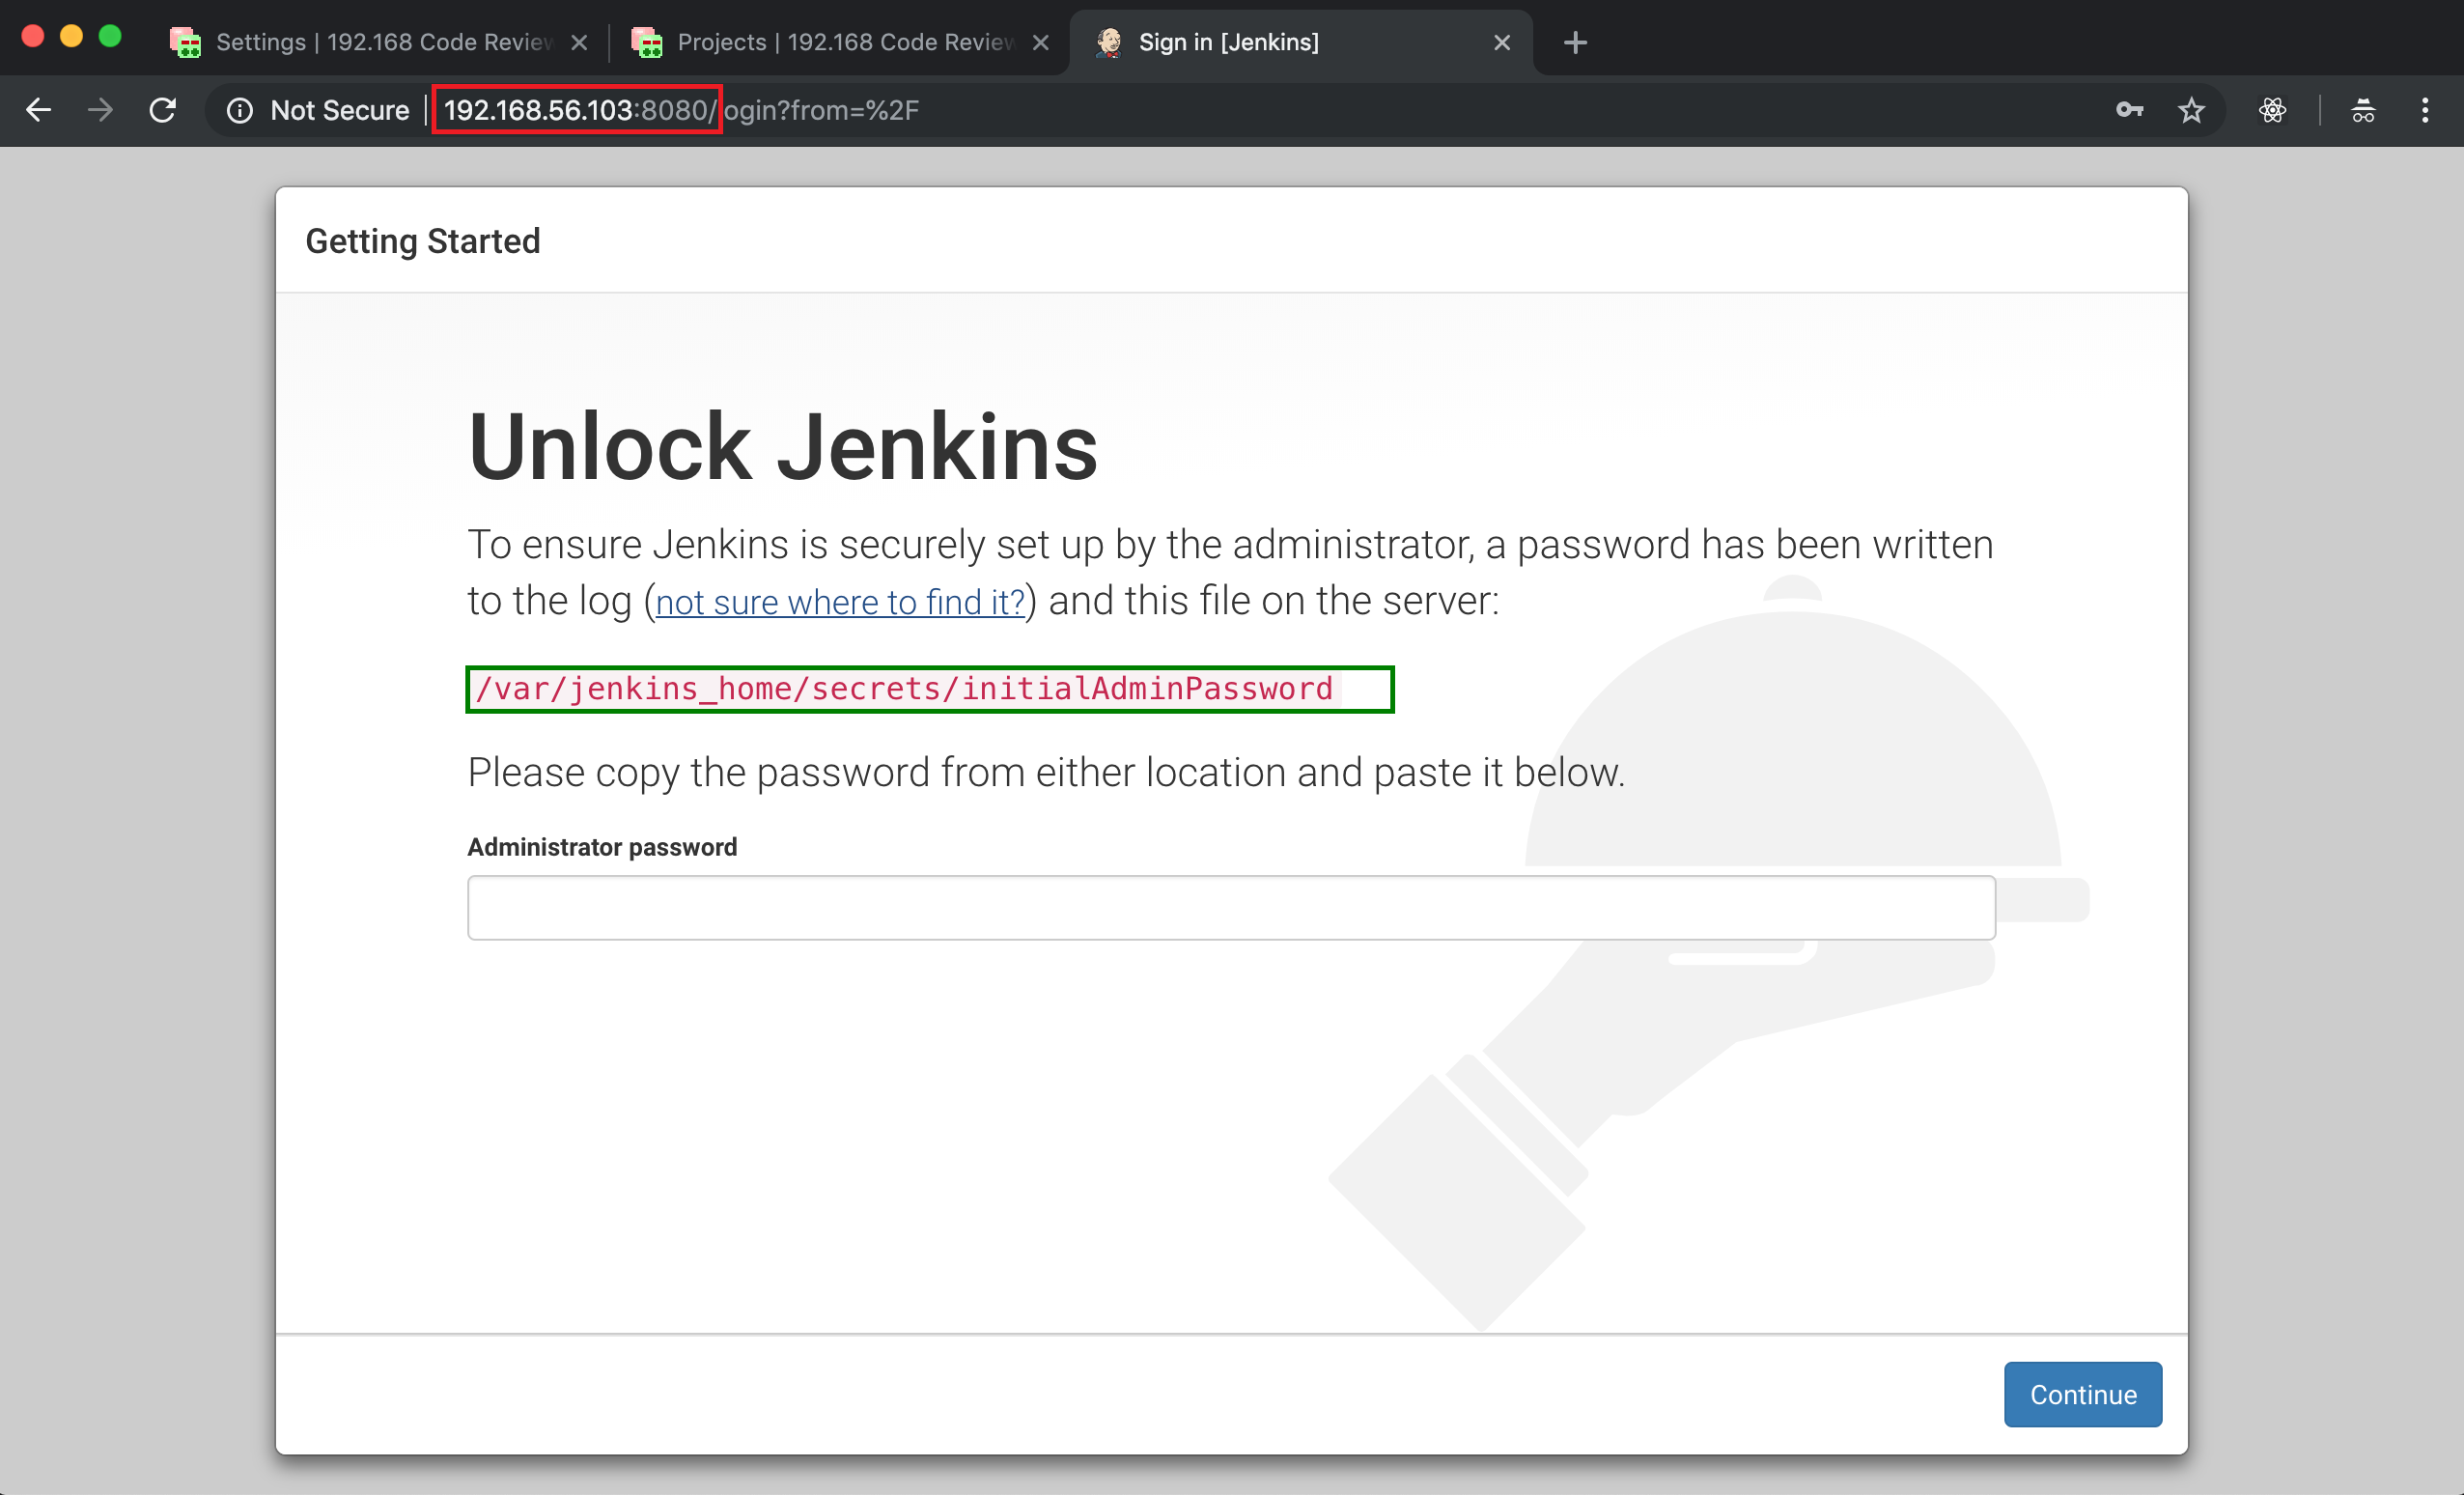 Settings | 192.168 Code Review
Projects | 192.168 Code Review
Sign in [Jenkins]
Not Secure | 192.168.56.103:8080/login?from=%2F
Getting Started
Unlock Jenkins
To ensure Jenkins is securely set up by the administrator, a password has been written
to the log (not sure where to find it?) and this file on the server:
/var/jenkins_home/secrets/initialAdminPassword
Please copy the password from either location and paste it below.
Administrator password
Continue